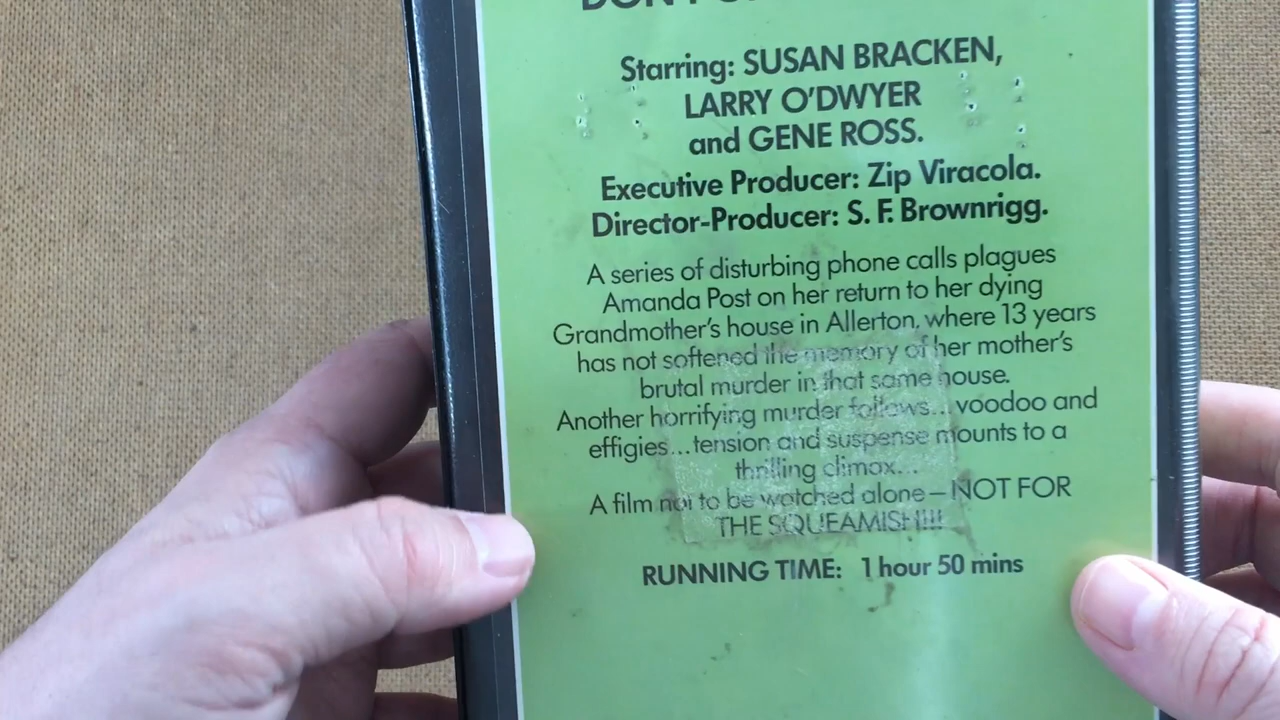 Starring: SUSAN BRACKEN,
LARRY O'DWYER
and GENE ROSS.
Executive Producer: Zip Viracola.
Director-Producer: S. F. Brownrigg.
A series of disturbing phone calls plagues
Amanda Post on her return to her dying
Grandmother's house in Allerton, where 13 years
has not softened the memory of her mother's
brutal murder in that same house.
Another horrifying murder follows... voodoo and
effigies...tension and suspense mounts to a
thrilling climax...
A film not to be watched alone – NOT FOR
THE SQUEAMISH!!!
RUNNING TIME: 1 hour 50 mins